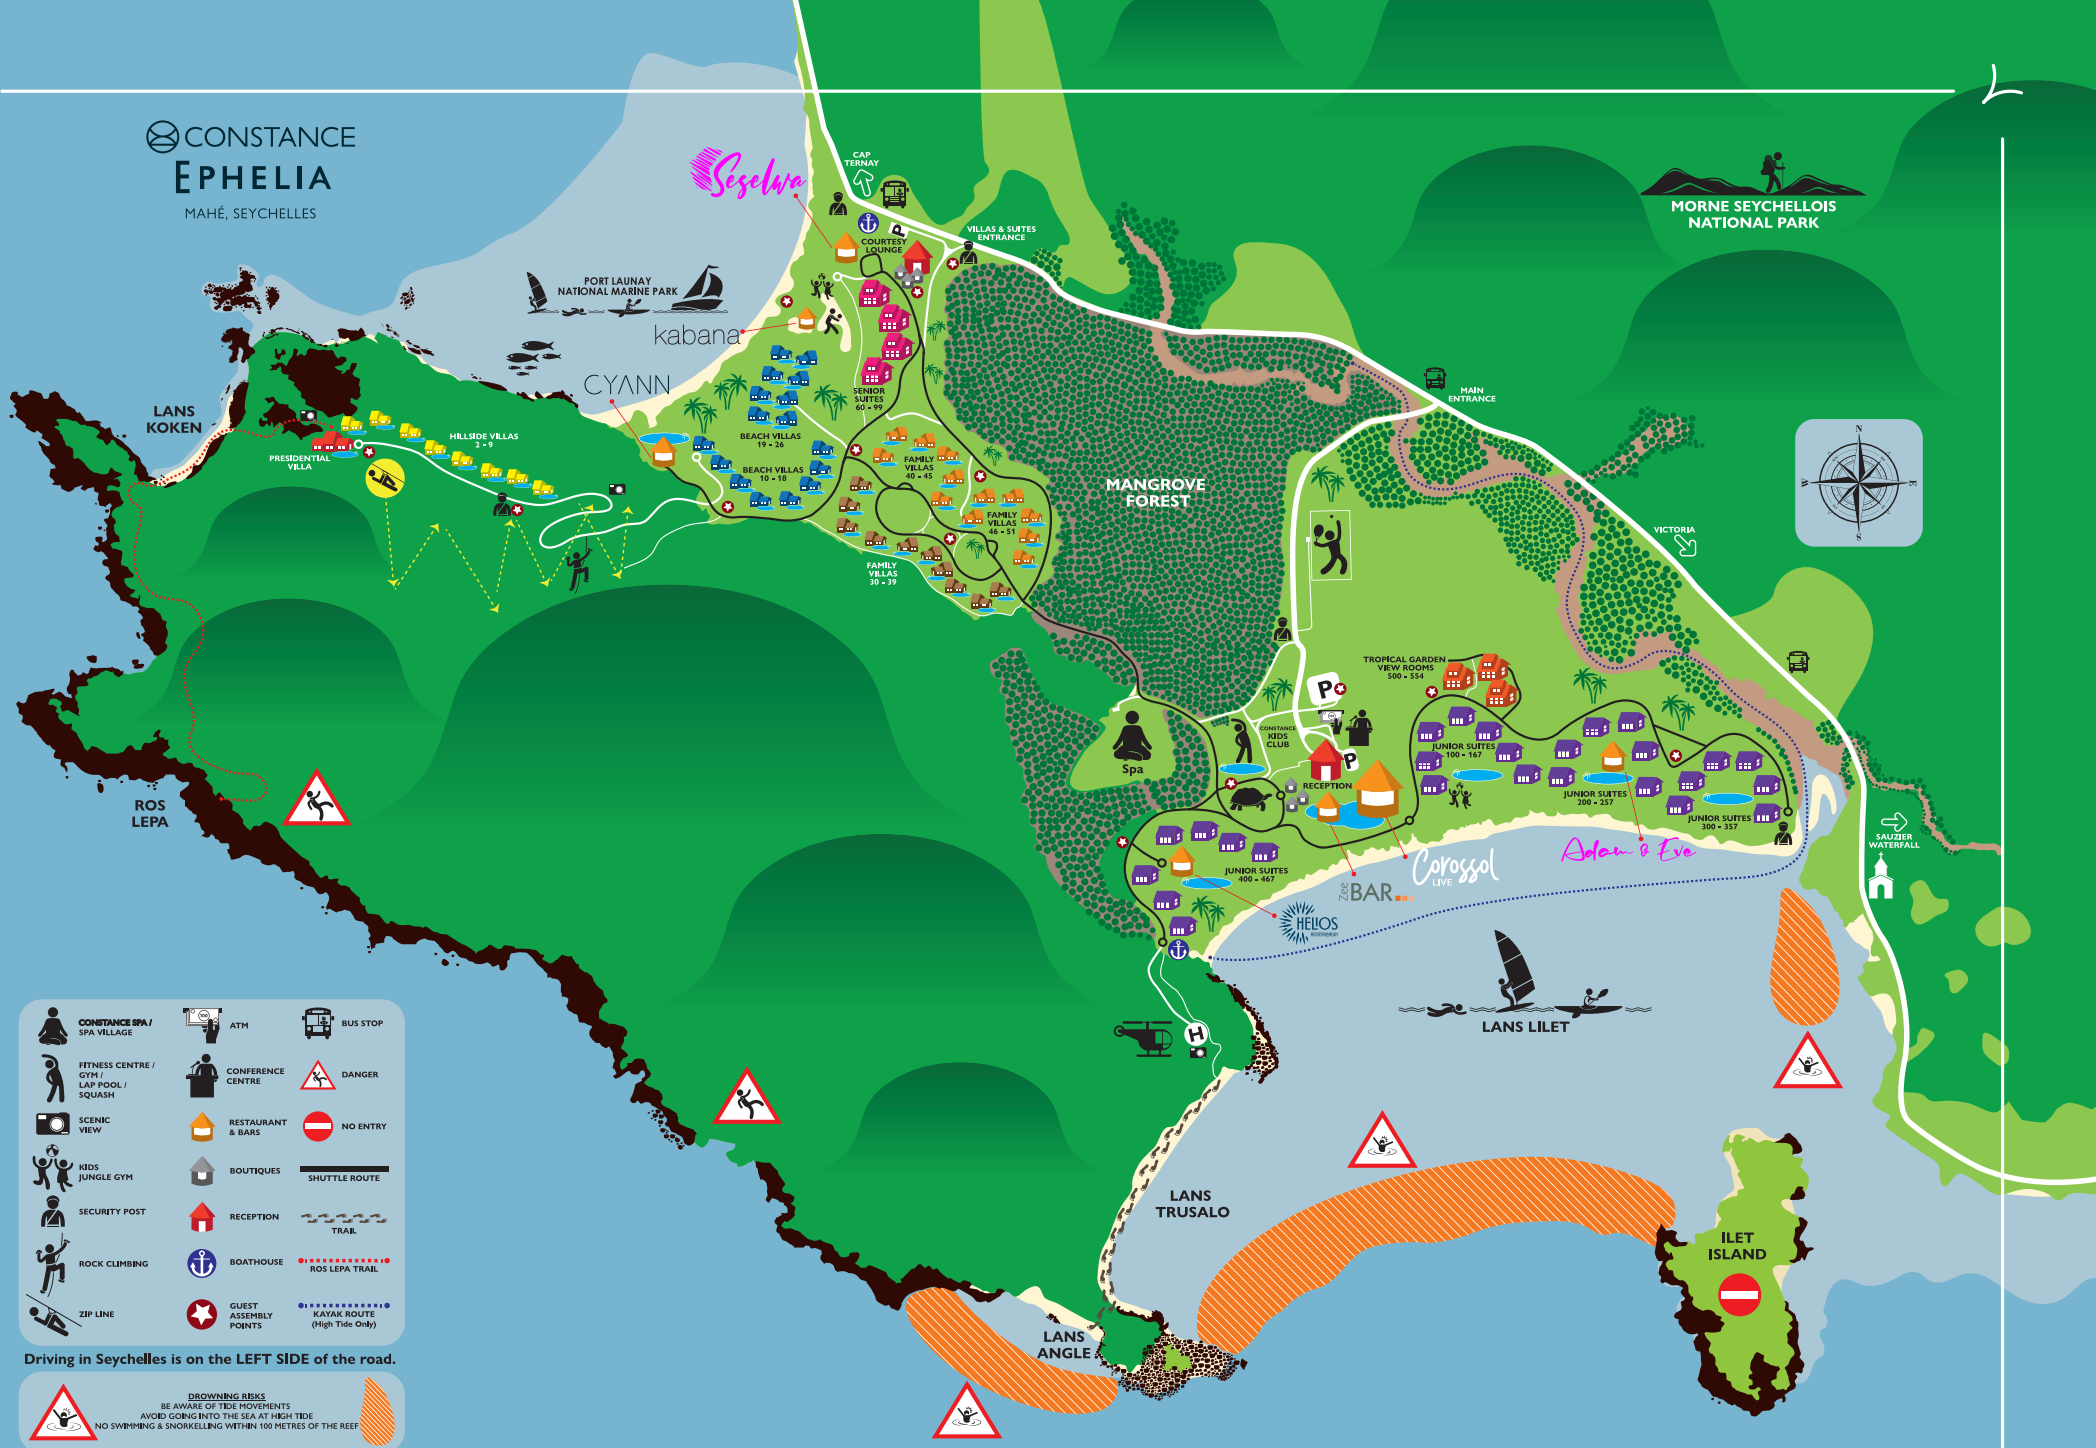 CONSTANCE
EPHELIA
MAHÉ, SEYCHELLES
Seselwa
CAP
TERNAY
P
COURTESY
LOUNGE
VILLAS & SUITES
ENTRANCE
MORNE SEYCHELLOIS
NATIONAL PARK
PORT LAUNAY
NATIONAL MARINE PARK
kabana
CYANN
LANS
KOKEN
PRESIDENTIAL
VILLA
HILLSIDE VILLAS
2 - 9
SENIOR
SUITES
60 - 99
BEACH VILLAS
19 - 26
BEACH VILLAS
10 - 18
FAMILY
VILLAS
40 - 45
FAMILY
VILLAS
46 - 51
FAMILY
VILLAS
30 - 39
MANGROVE
FOREST
MAIN
ENTRANCE
N
W
E
S
VICTORIA
TROPICAL GARDEN
VIEW ROOMS
500 - 554
P
CONSTANCE
KIDS
CLUB
P
RECEPTION
Spa
JUNIOR SUITES
100 - 167
JUNIOR SUITES
200 - 257
JUNIOR SUITES
300 - 357
JUNIOR SUITES
400 - 467
SAUZIER
WATERFALL
Adam & Eve
Corossol
LIVE
Zee BAR
HELIOS
MEDITERRANEAN
ROS
LEPA
LANS LILET
H
LANS
TRUSALO
LANS
ANGLE
ILET
ISLAND
CONSTANCE SPA /
SPA VILLAGE
100
ATM
BUS STOP
FITNESS CENTRE /
GYM /
LAP POOL /
SQUASH
CONFERENCE
CENTRE
DANGER
SCENIC
VIEW
RESTAURANT
& BARS
NO ENTRY
KIDS
JUNGLE GYM
BOUTIQUES
SHUTTLE ROUTE
SECURITY POST
RECEPTION
TRAIL
ROCK CLIMBING
BOATHOUSE
ROS LEPA TRAIL
ZIP LINE
GUEST
ASSEMBLY
POINTS
KAYAK ROUTE
(High Tide Only)
Driving in Seychelles is on the LEFT SIDE of the road.
DROWNING RISKS
BE AWARE OF TIDE MOVEMENTS
AVOID GOING INTO THE SEA AT HIGH TIDE
NO SWIMMING & SNORKELLING WITHIN 100 METRES OF THE REEF